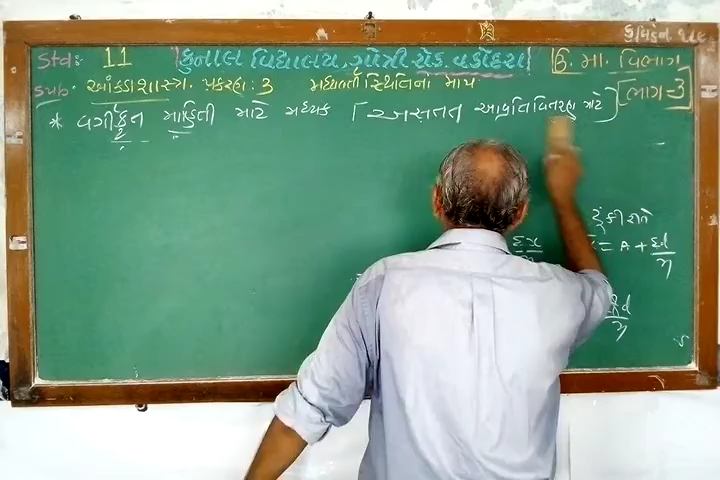 Std: 11 કુનાલ વિદ્યાલય, ગોત્રી રોડ, વડોદરા ઉ. મા. વિભાગ
Sub. આંકડાશાસ્ત્ર. પ્રકરણ: 3 મધ્યવર્તી સ્થિતિનાં માપ [ભાગ=3]
* વર્ગીકૃત માહિતી માટે મધ્યક [અસતત આવૃત્તિ વિતરણ માટે]
ટૂંકી રીતે
Σx = A + Σd
n
n